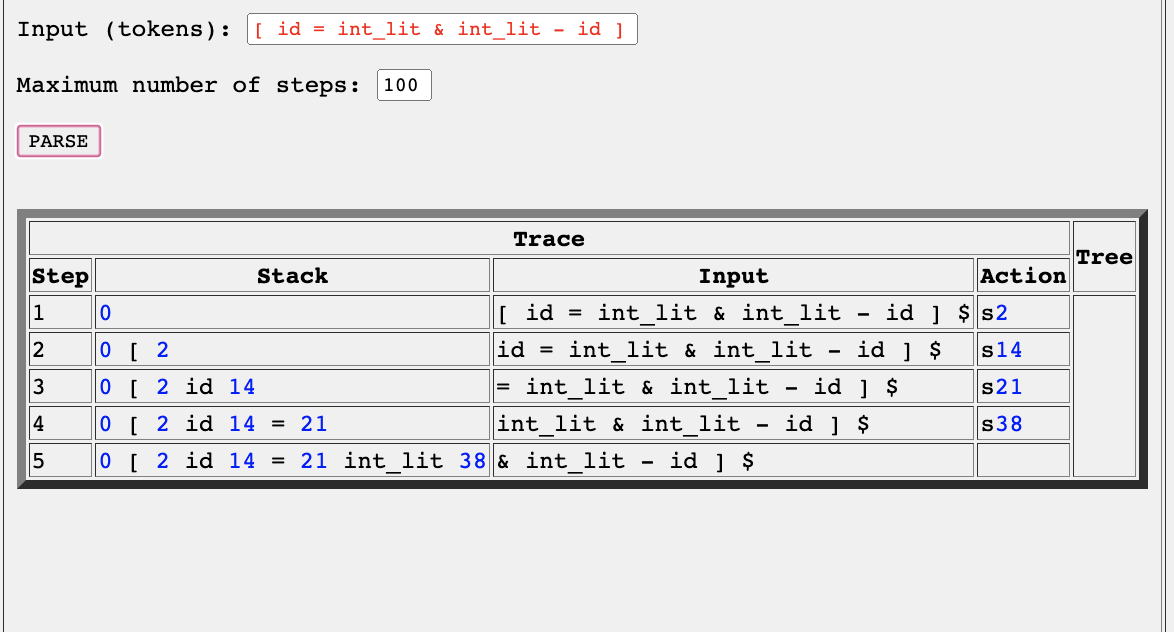 Input (tokens): [ id = int_lit & int_lit - id ]
Maximum number of steps: 100
PARSE
Trace Tree
Step Stack Input Action
1 0 [ id = int_lit & int_lit - id ] $ s2
2 0 [ 2 id = int_lit & int_lit - id ] $ s14
3 0 [ 2 id 14 = int_lit & int_lit - id ] $ s21
4 0 [ 2 id 14 = 21 int_lit & int_lit - id ] $ s38
5 0 [ 2 id 14 = 21 int_lit 38 & int_lit - id ] $